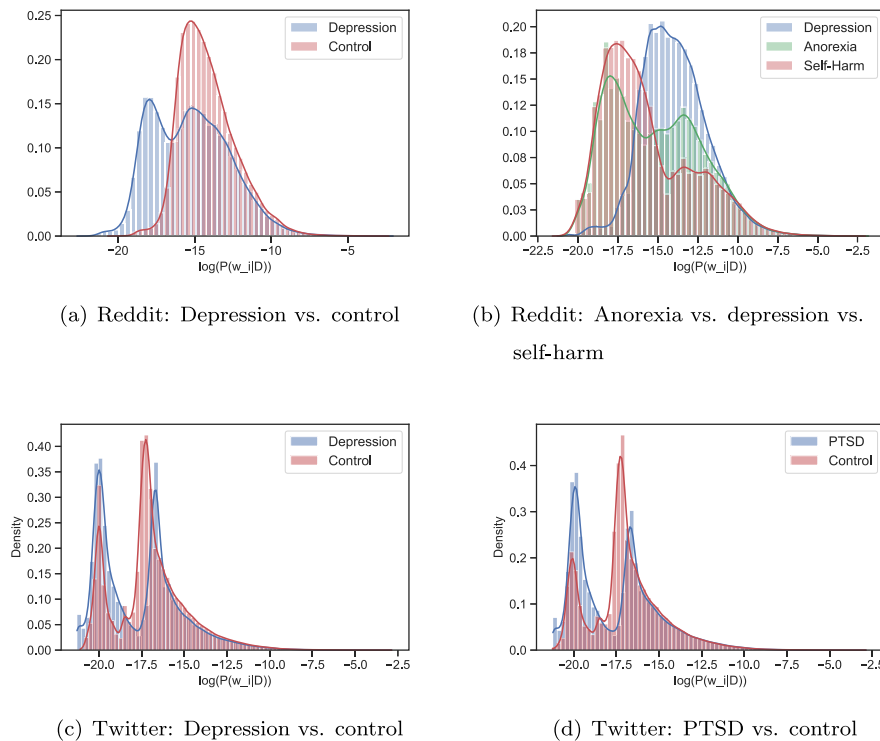 0.25
0.20
0.15
0.10
0.05
0.00
−20
−15
−10
−5
log(P(w_i|D))
Depression
Control
(a) Reddit: Depression vs. control
0.20
0.18
0.15
0.12
0.10
0.08
0.05
0.03
0.00
−22.5
−20.0
−17.5
−15.0
−12.5
−10.0
−7.5
−5.0
−2.5
log(P(w_i|D))
Depression
Anorexia
Self-Harm
(b) Reddit: Anorexia vs. depression vs.
self-harm
Density
0.40
0.35
0.30
0.25
0.20
0.15
0.10
0.05
0.00
−20.0
−17.5
−15.0
−12.5
−10.0
−7.5
−5.0
−2.5
log(P(w_i|D))
Depression
Control
(c) Twitter: Depression vs. control
Density
0.4
0.3
0.2
0.1
0.0
−20.0
−17.5
−15.0
−12.5
−10.0
−7.5
−5.0
−2.5
log(P(w_i|D))
PTSD
Control
(d) Twitter: PTSD vs. control